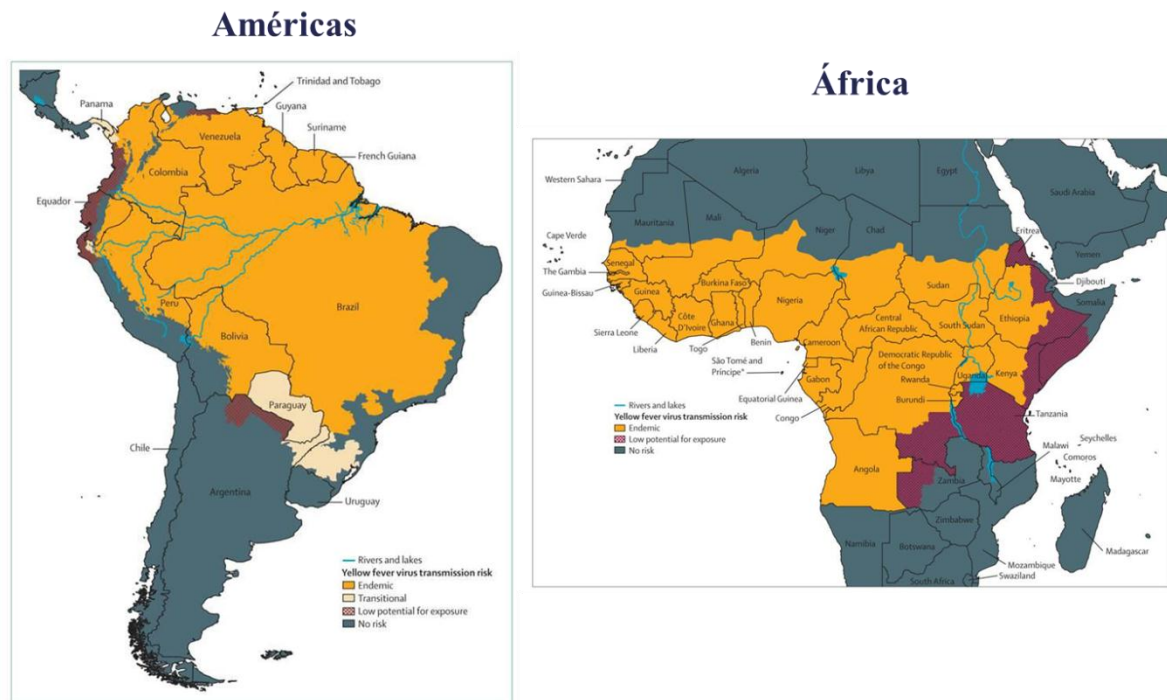 Américas
Trinidad and Tobago
Panama
Guyana
Suriname
Venezuela
French Guiana
Colombia
Equador
Peru
Brazil
Bolivia
Paraguay
Chile
Argentina
Uruguay
Rivers and lakes
Yellow fever virus transmission risk
Endemic
Transitional
Low potential for exposure
No risk
África
Western Sahara
Algeria
Libya
Egypt
Saudi Arabia
Mauritania
Mali
Niger
Chad
Eritrea
Yemen
Cape Verde
Senegal
The Gambia
Guinea-Bissau
Guinea
Burkina Faso
Nigeria
Sudan
Djibouti
Somalia
Côte
D'Ivoire
Ghana
Central
African Republic
South Sudan
Ethiopia
Sierra Leone
Liberia
Togo
Benin
Cameroon
São Tomé and
Príncipe*
Democratic Republic
of the Congo
Uganda
Kenya
Gabon
Rwanda
Equatorial Guinea
Burundi
Congo
Tanzania
Rivers and lakes
Yellow fever virus transmission risk
Endemic
Low potential for exposure
No risk
Angola
Malawi
Seychelles
Comoros
Mayotte
Zambia
Zimbabwe
Madagascar
Namibia
Botswana
Mozambique
Swaziland
South Africa